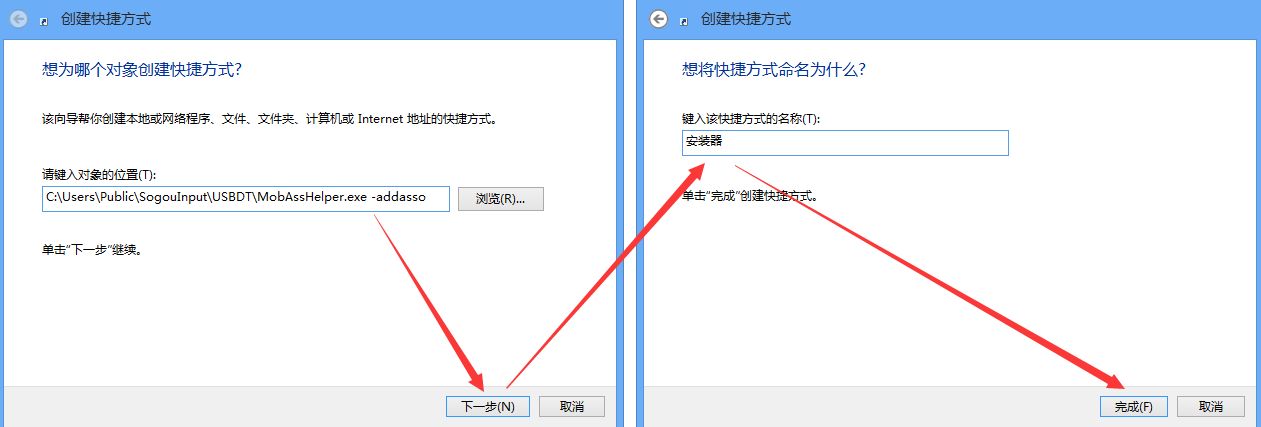 创建快捷方式
想为哪个对象创建快捷方式?
该向导帮你创建本地或网络程序、文件、文件夹、计算机或 Internet 地址的快捷方式。
请键入对象的位置(T):
C:\Users\Public\SogouInput\USBDT\MobAssHelper.exe -addasso
浏览(R)...
单击"下一步"继续。
下一步(N)
取消
创建快捷方式
想将快捷方式命名为什么?
键入该快捷方式的名称(T):
安装器
单击"完成"创建快捷方式。
完成(F)
取消